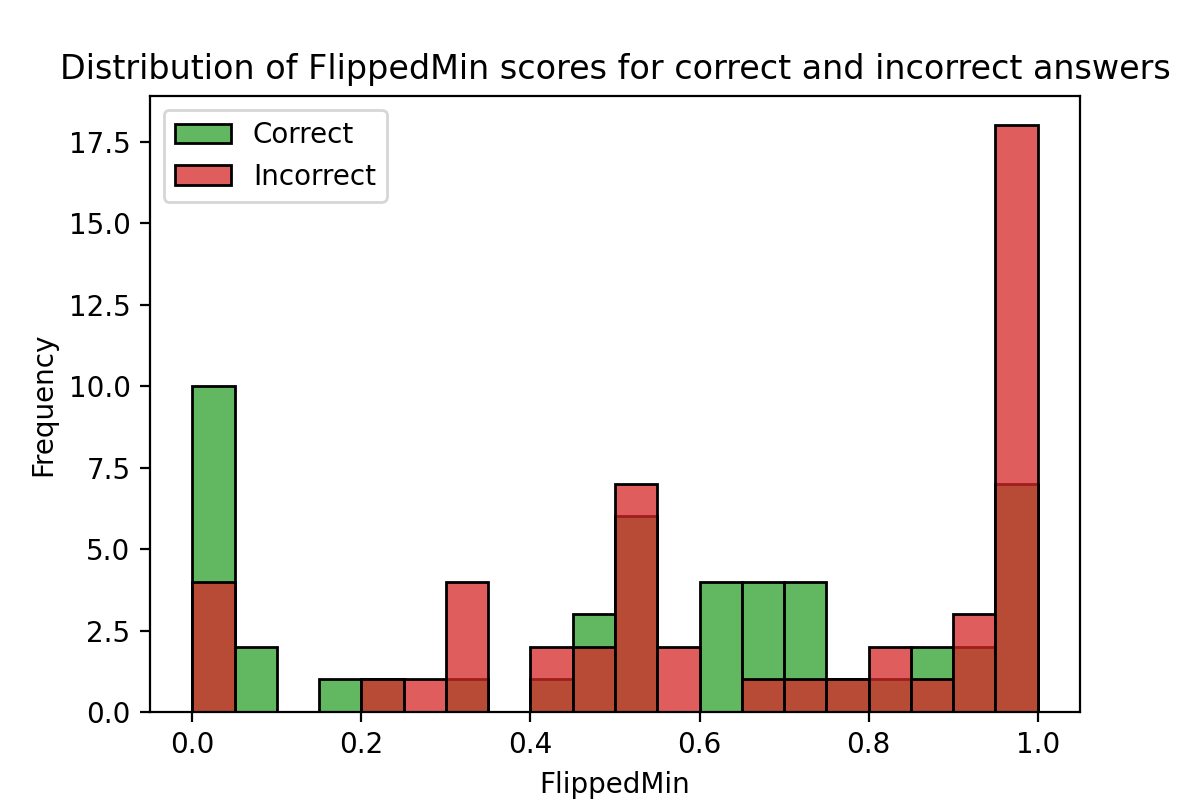 Distribution of FlippedMin scores for correct and incorrect answers
Correct
Incorrect
17.5
15.0
12.5
10.0
7.5
5.0
2.5
0.0
Frequency
0.0 0.2 0.4 0.6 0.8 1.0
FlippedMin